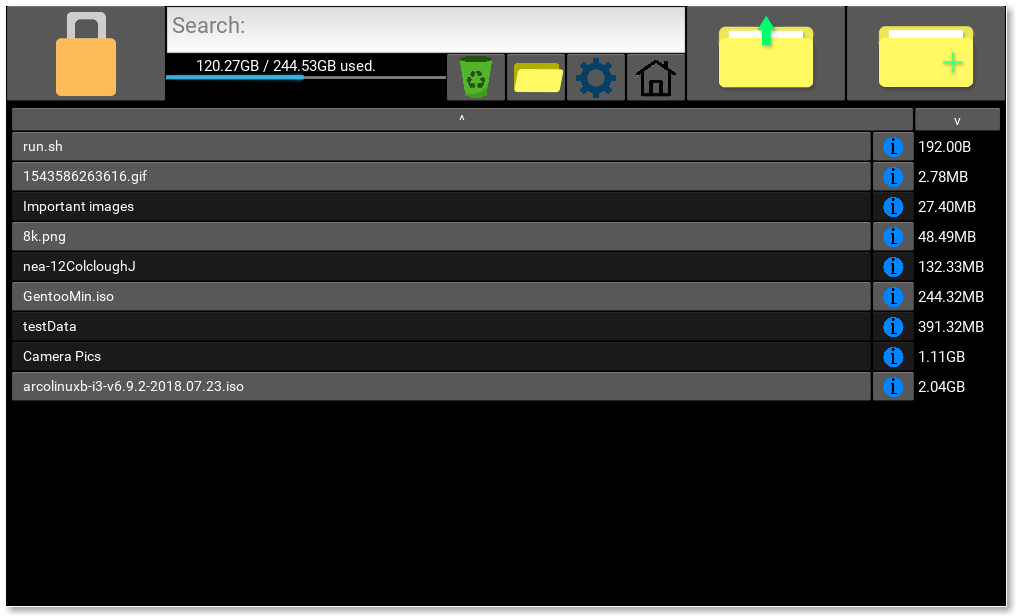 Search:
120.27GB / 244.53GB used.
^ v
run.sh 192.00B
1543586263616.gif 2.78MB
Important images 27.40MB
8k.png 48.49MB
nea-12ColcloughJ 132.33MB
GentooMin.iso 244.32MB
testData 391.32MB
Camera Pics 1.11GB
arcolinuxb-i3-v6.9.2-2018.07.23.iso 2.04GB